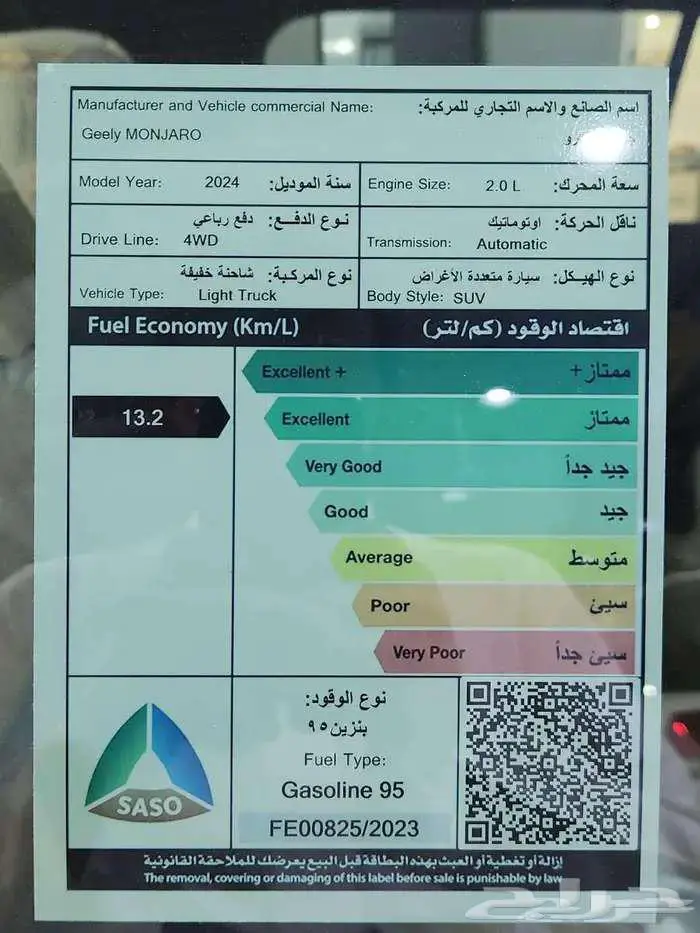 Manufacturer and Vehicle commercial Name: اسم الصانع والاسم التجاري للمركبة:
Geely MONJARO
Model Year: 2024 سنة الموديل:
Engine Size: 2.0 L سعة المحرك:
نوع الدفع: دفع رباعي
Drive Line: 4WD
ناقل الحركة: اوتوماتيك
Transmission: Automatic
نوع المركبة: شاحنة خفيفة
Vehicle Type: Light Truck
نوع الهيكل: سيارة متعددة الأغراض
Body Style: SUV
Fuel Economy (Km/L) اقتصاد الوقود (كم/لتر)
Excellent + ممتاز +
13.2
Excellent ممتاز
Very Good جيد جداً
Good جيد
Average متوسط
Poor سيئ
Very Poor سيئ جداً
SASO
نوع الوقود:
بنزين ٩٥
Fuel Type:
Gasoline 95
FE00825/2023
إزالة أو تغطية أو العبث بهذه البطاقة قبل البيع يعرضك للملاحقة القانونية
The removal, covering or damaging of this label before sale is punishable by law
حراج